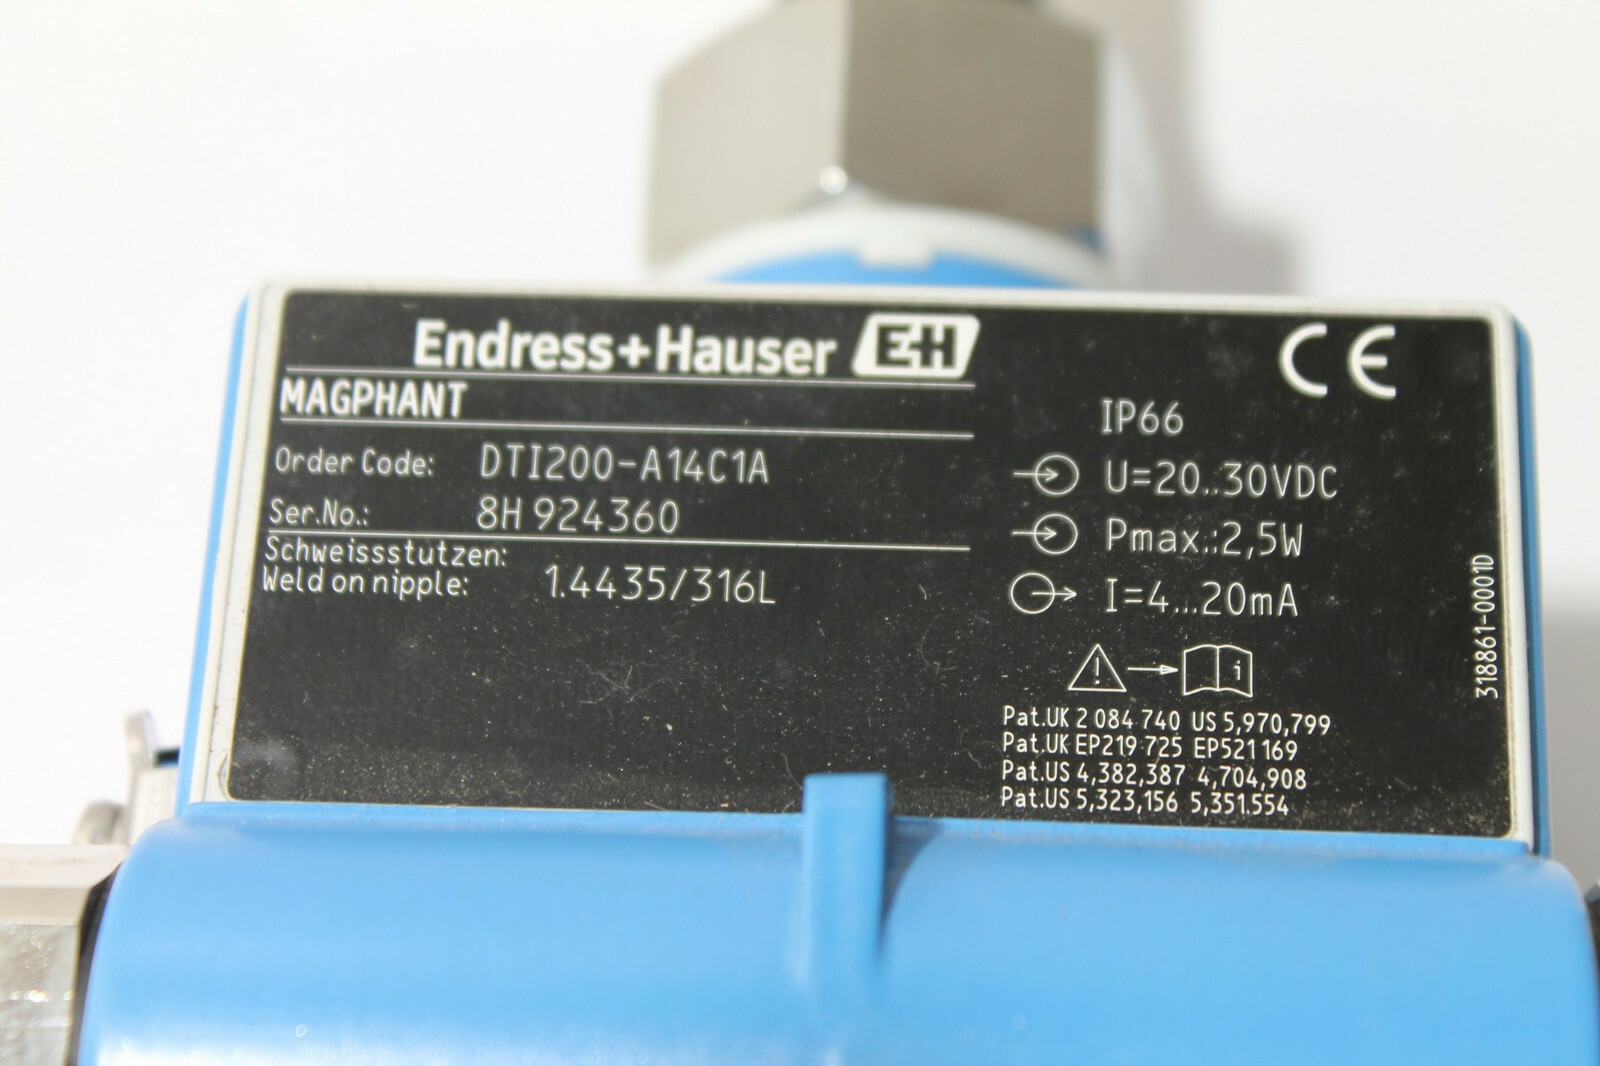 Endress+Hauser EH
MAGPHANT
Order Code: DTI200-A14C1A
Ser.No.: 8H 924360
Schweissstutzen:
Weld on nipple: 1.4435/316L
CE
IP66
U=20..30VDC
Pmax.:2,5W
I=4...20mA
i
Pat.UK 2 084 740 US 5,970,799
Pat.UK EP219 725 EP521 169
Pat.US 4,382,387 4,704,908
Pat.US 5,323,156 5,351.554
318861-0001D